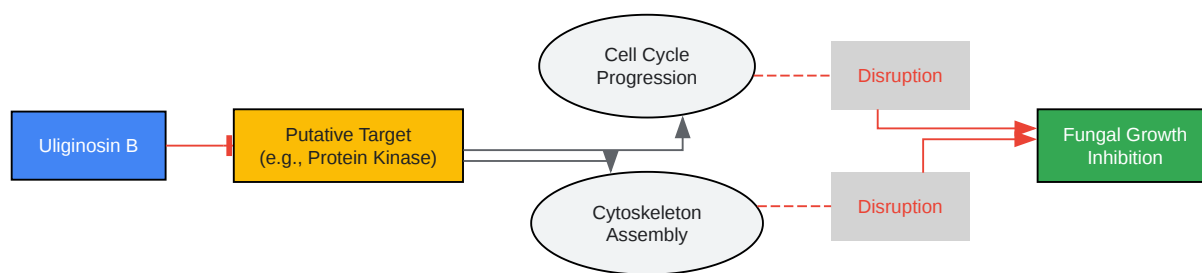 Uliginosin B
Putative Target
(e.g., Protein Kinase)
Cell Cycle
Progression
Cytoskeleton
Assembly
Disruption
Disruption
Fungal Growth
Inhibition